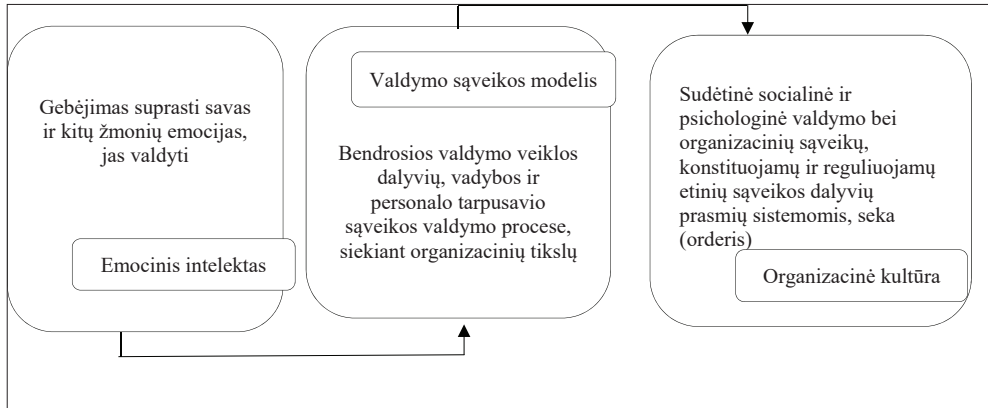 Gebėjimas suprasti savas
ir kitų žmonių emocijas,
jas valdyti
Emocinis intelektas
Valdymo sąveikos modelis
Bendrosios valdymo veiklos
dalyvių, vadybos ir
personalo tarpusavio
sąveikos valdymo procese,
siekiant organizacinių tikslų
Sudėtinė socialinė ir
psichologinė valdymo bei
organizacinių sąveikų,
konstituojamų ir reguliuojamų
etinių sąveikos dalyvių
prasmių sistemomis, seka
(orderis)
Organizacinė kultūra